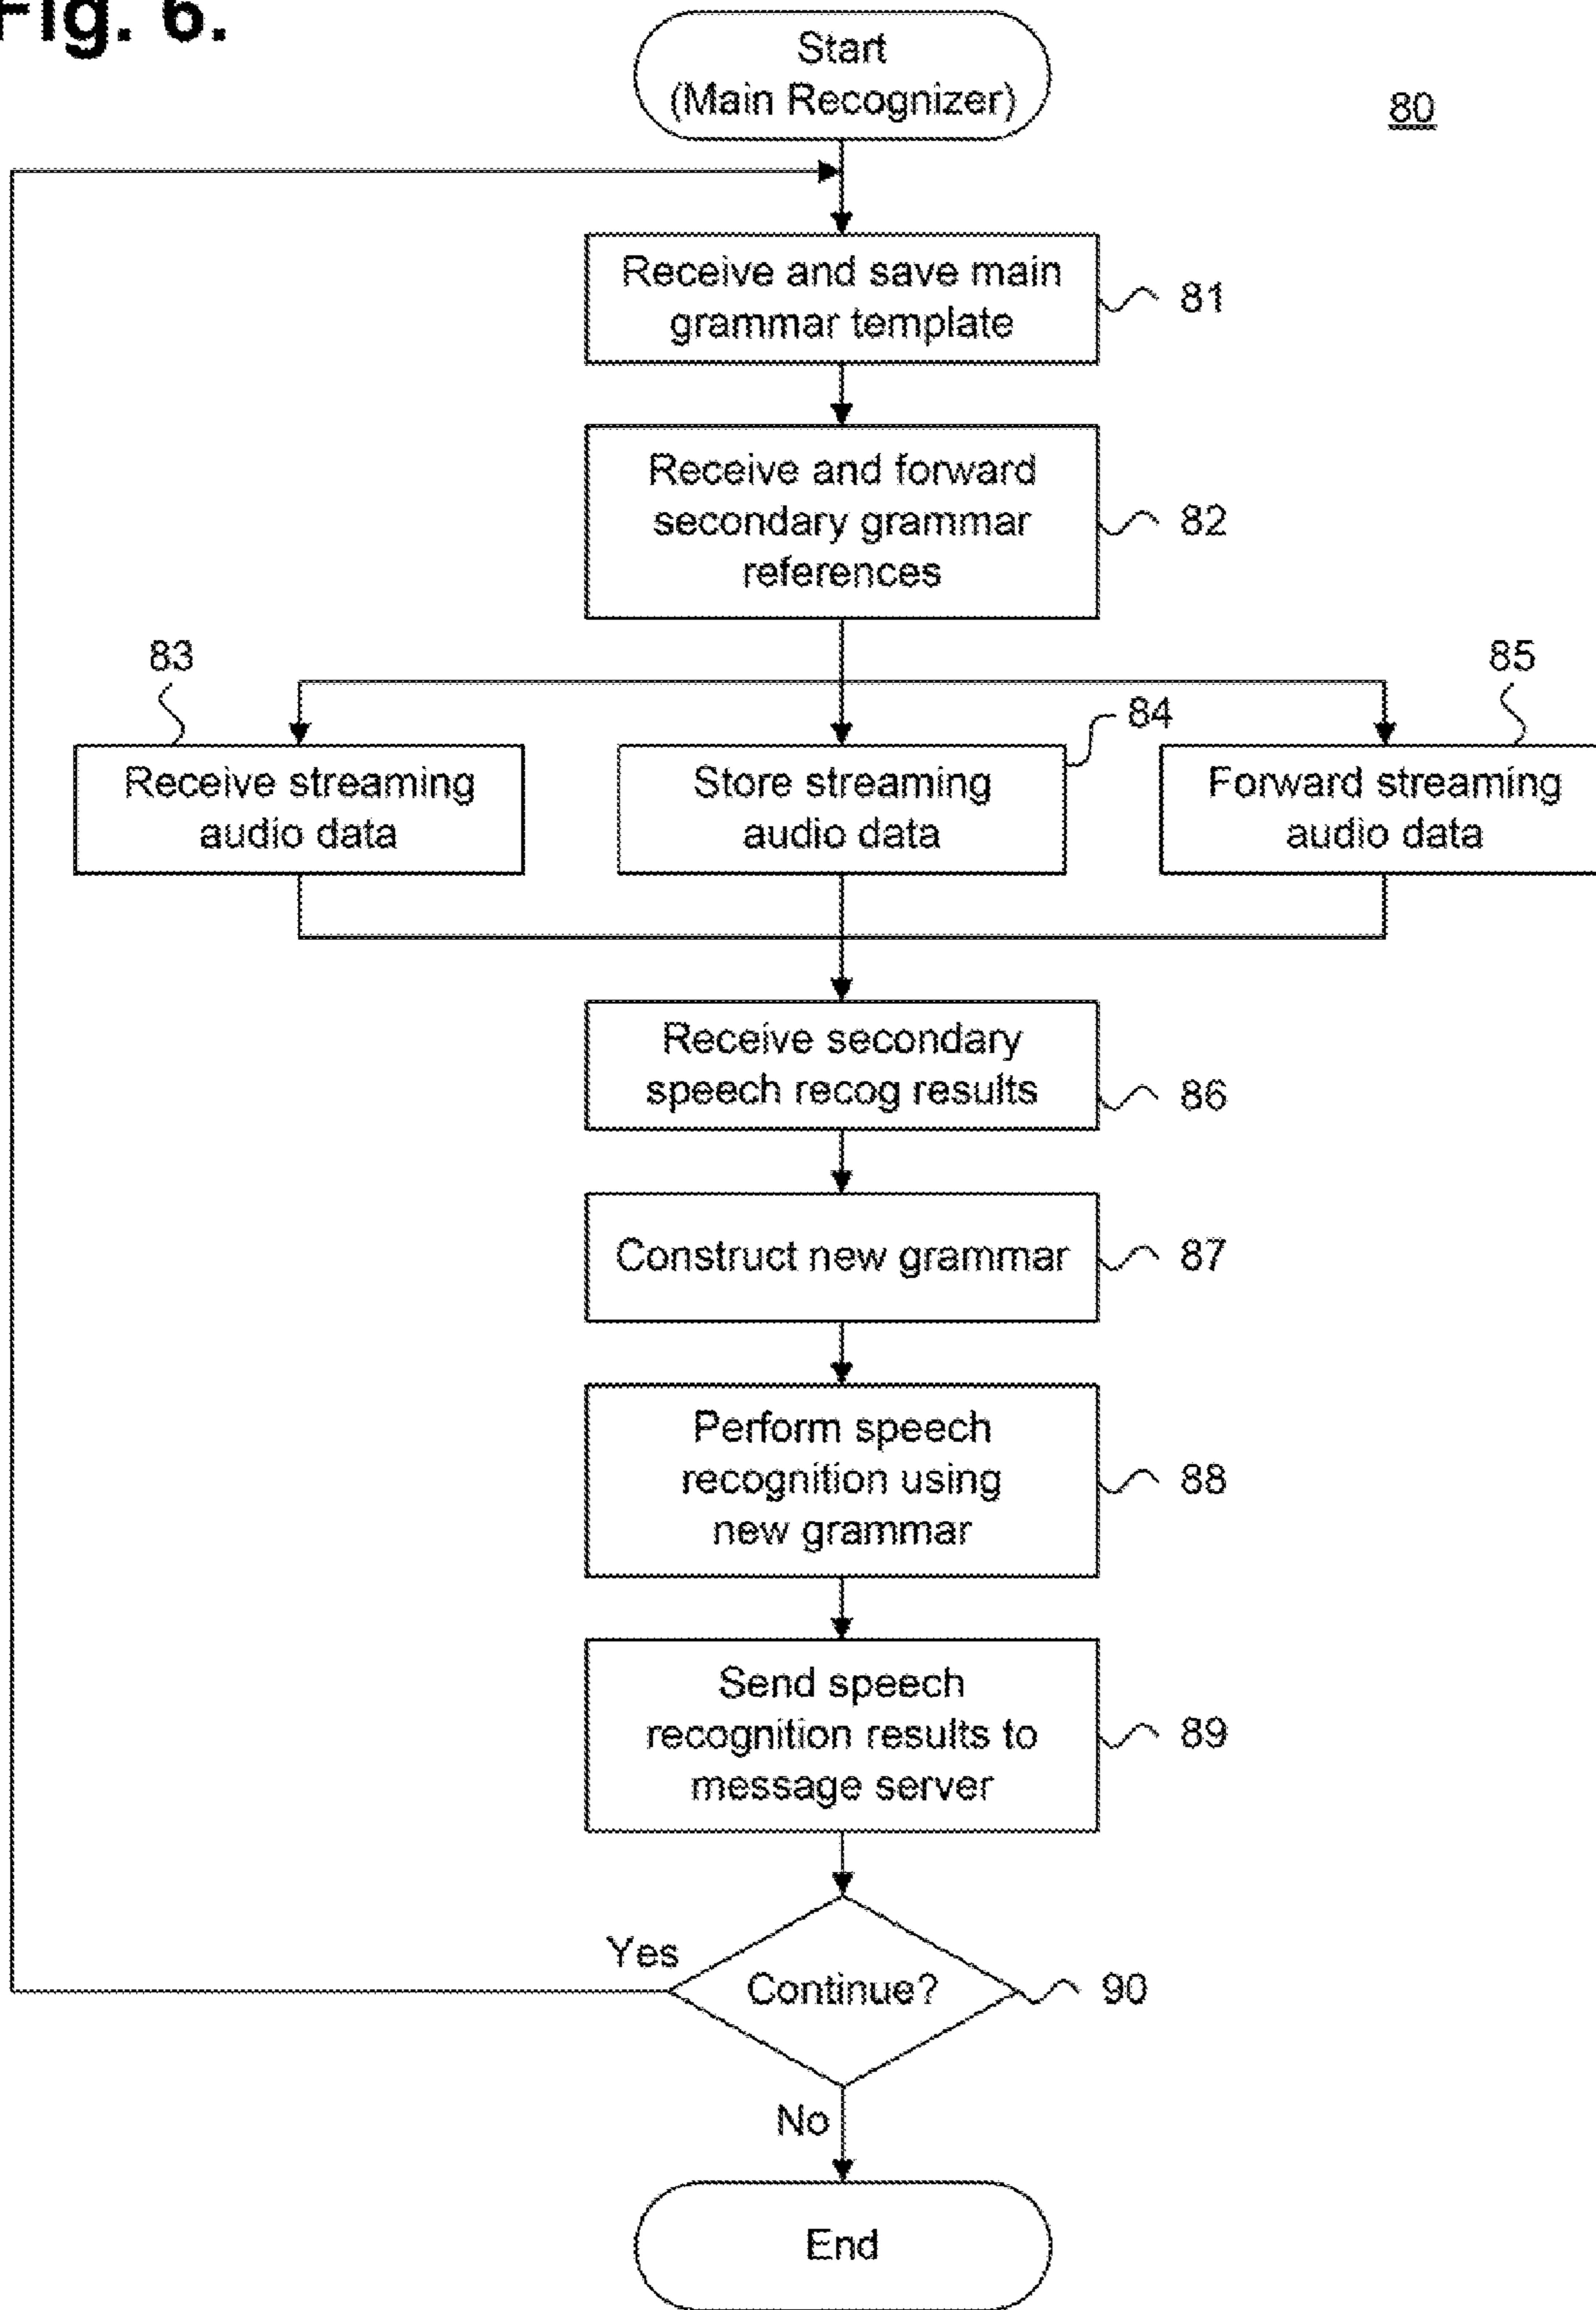 Fig. 6.
Start
(Main Recognizer)
80
Receive and save main
grammar template
81
Receive and forward
secondary grammar
references
82
83
85
84
Receive streaming
audio data
Store streaming
audio data
Forward streaming
audio data
Receive secondary
speech recog results
86
Construct new grammar
87
Perform speech
recognition using
new grammar
88
Send speech
recognition results to
message server
89
Yes
Continue?
90
No
End